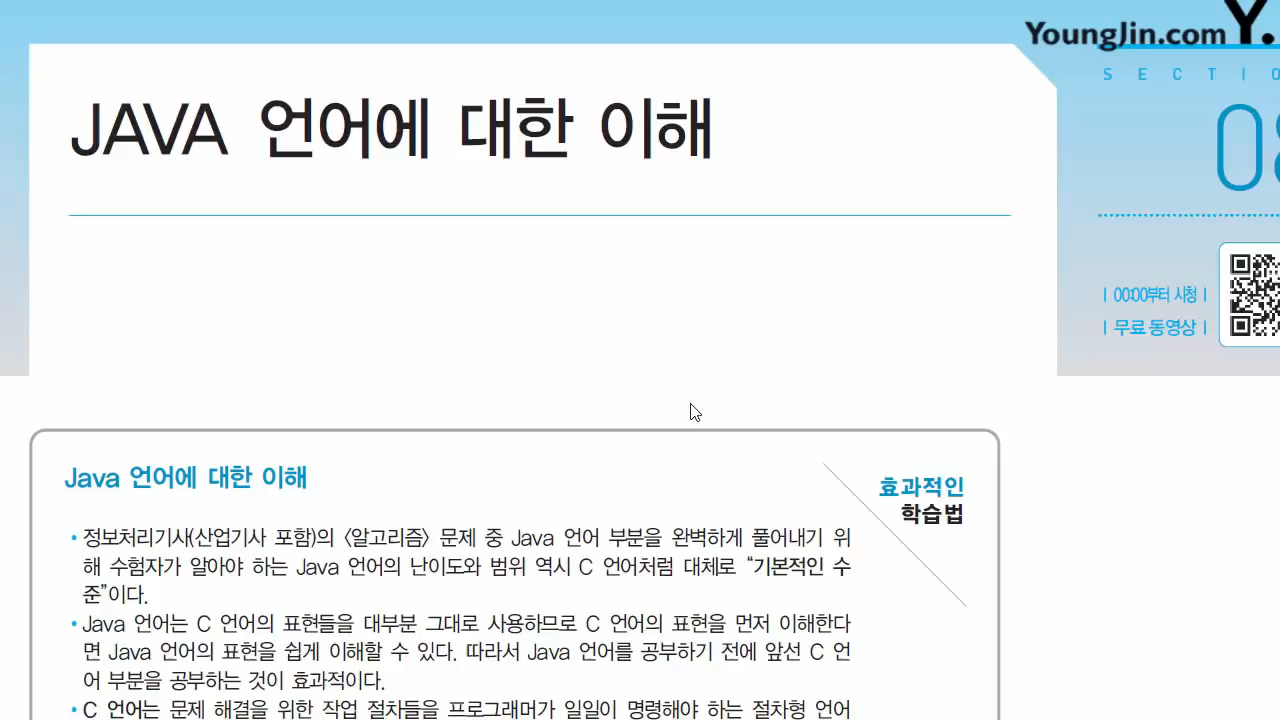 YoungJin.com Y.
JAVA 언어에 대한 이해
S E C T I O
| 00:00부터 시청 |
| 무료 동영상 |
Java 언어에 대한 이해
효과적인
학습법
• 정보처리기사(산업기사 포함)의 〈알고리즘〉 문제 중 Java 언어 부분을 완벽하게 풀어내기 위
해 수험자가 알아야 하는 Java 언어의 난이도와 범위 역시 C 언어처럼 대체로 “기본적인 수
준”이다.
• Java 언어는 C 언어의 표현들을 대부분 그대로 사용하므로 C 언어의 표현을 먼저 이해한다
면 Java 언어의 표현을 쉽게 이해할 수 있다. 따라서 Java 언어를 공부하기 전에 앞선 C 언
어 부분을 공부하는 것이 효과적이다.
• C 언어는 문제 해결을 위한 작업 절차들을 프로그래머가 일일이 명령해야 하는 절차형 언어